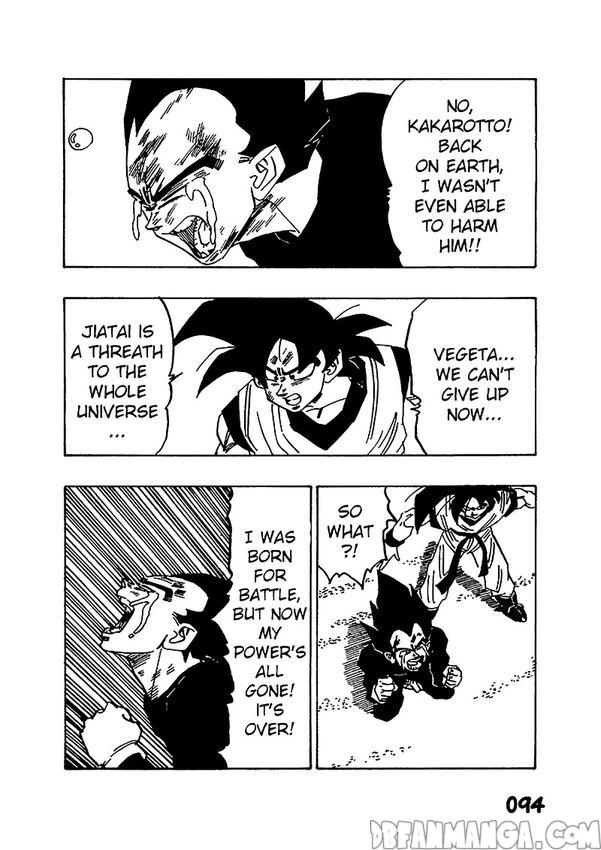 NO,
KAKAROTTO!
BACK
ON EARTH,
I WASN'T
EVEN ABLE
TO HARM
HIM!!
VEGETA...
WE CAN'T
GIVE UP
NOW...
JIATAI IS
A THREATH
TO THE
WHOLE
UNIVERSE
...
SO
WHAT
?!
I WAS
BORN
FOR
BATTLE,
BUT NOW
MY
POWER'S
ALL
GONE!
IT'S
OVER!
094
DBFANMANGA.COM